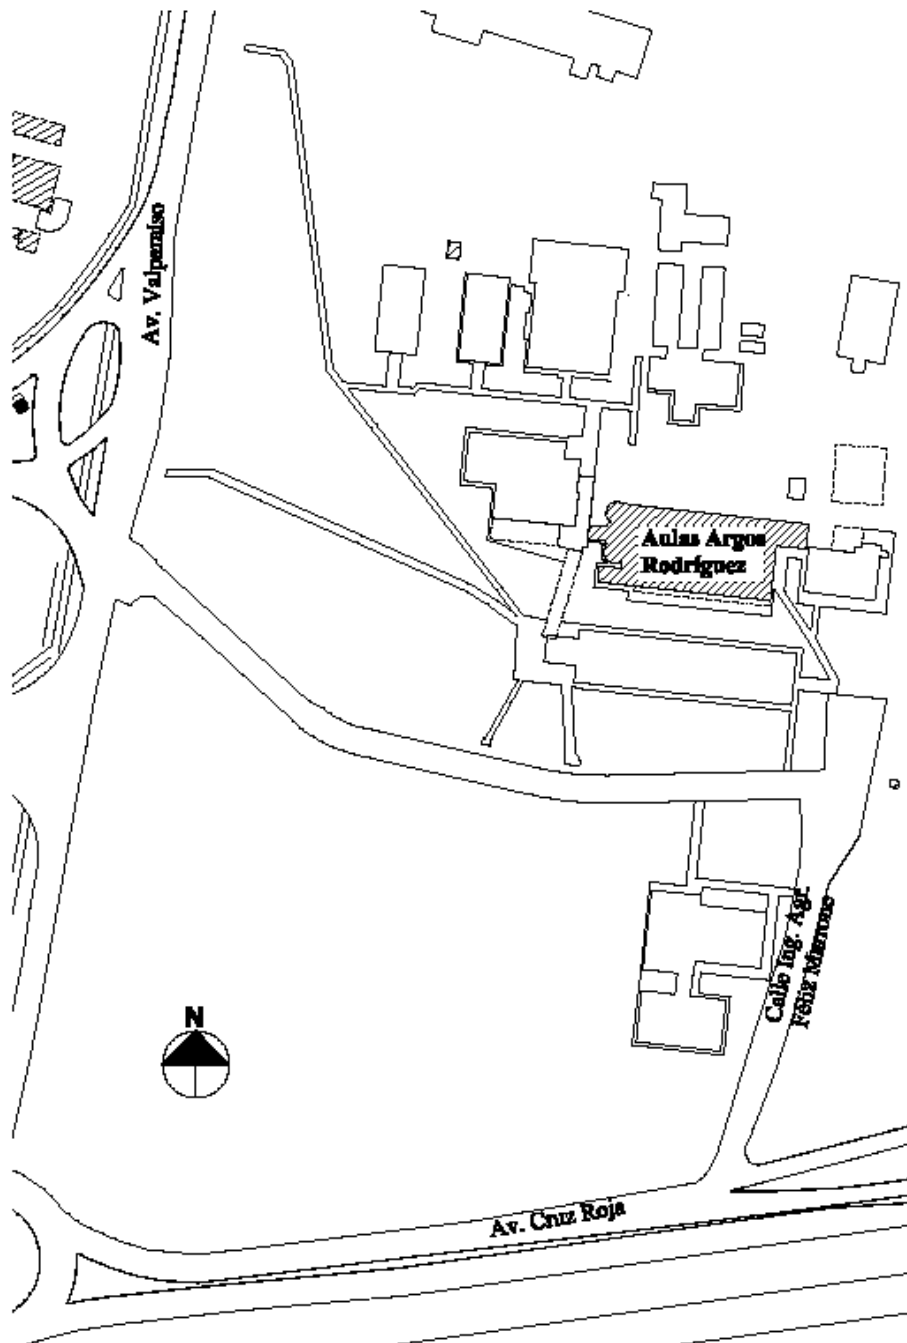 Av. Valparaíso
Aulas Argos
Rodríguez
Calle Ing. Agr.
Félix Marrone
N
Av. Cruz Roja